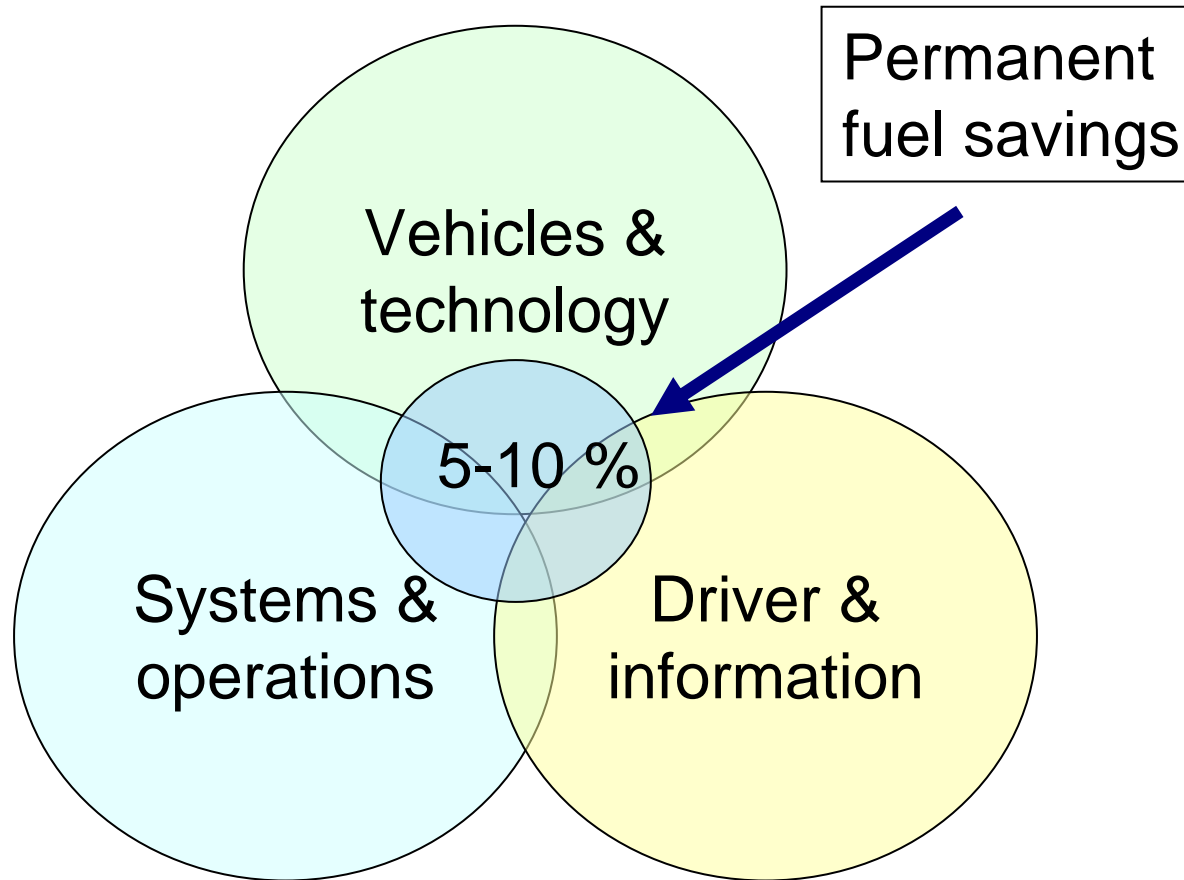 Permanent
fuel savings
Vehicles &
technology
5-10 %
Systems &
operations
Driver &
information